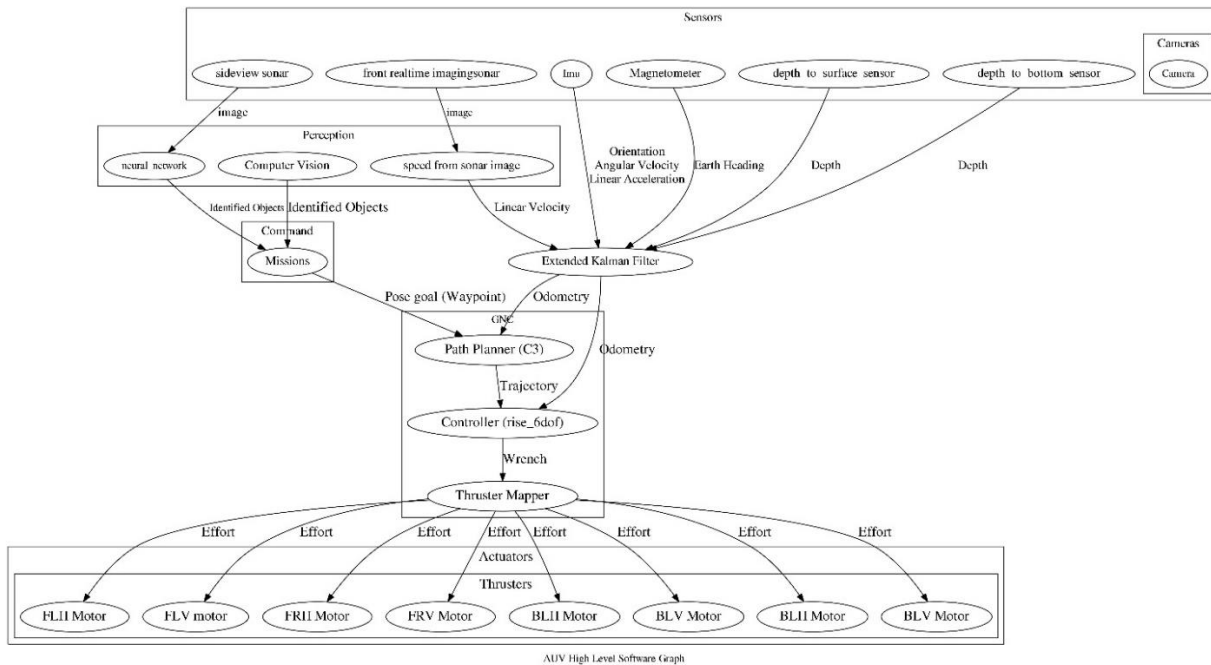 Sensors
Cameras
sideview sonar
front realtime imagingsonar
Imu
Magnetometer
depth to surface sensor
depth to bottom sensor
Camera
image
image
Perception
neural network
Computer Vision
speed from sonar image
Orientation
Angular Velocity
Linear Acceleration
Earth Heading
Depth
Depth
Identified Objects
Identified Objects
Linear Velocity
Command
Missions
Extended Kalman Filter
Pose goal (Waypoint)
Odometry
GNC
Path Planner (C3)
Odometry
Trajectory
Controller (rise_6dof)
Wrench
Thruster Mapper
Effort
Effort
Effort
Effort
Effort
Effort
Effort
Effort
Actuators
Thrusters
FLH Motor
FLV motor
FRH Motor
FRV Motor
BLH Motor
BLV Motor
BLH Motor
BLV Motor
AUV High Level Software Graph